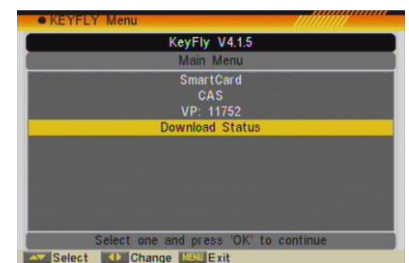 KEYFLY Menu
KeyFly V4.1.5
Main Menu
SmartCard
CAS
VP: 11752
Download Status
Select one and press 'OK' to continue
Select Change MENU Exit